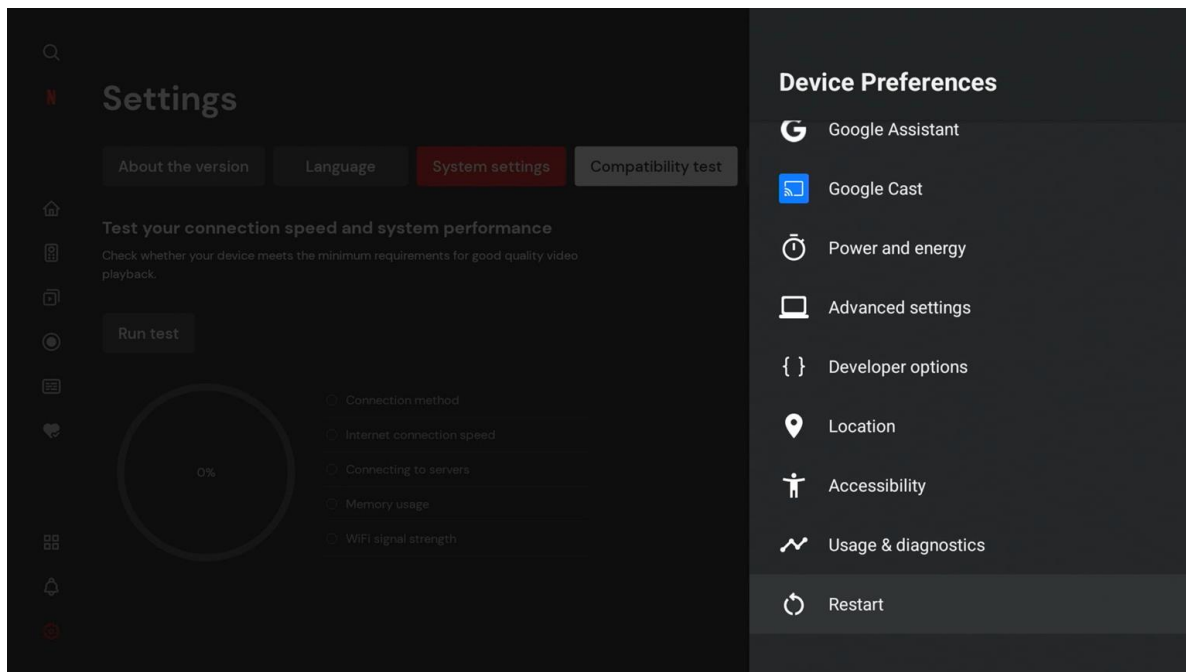 Settings
About the version
Language
System settings
Compatibility test
Test your connection speed and system performance
Check whether your device meets the minimum requirements for good quality video
playback.
Run test
0%
Connection method
Internet connection speed
Connecting to servers
Memory usage
WiFi signal strength
Device Preferences
Google Assistant
Google Cast
Power and energy
Advanced settings
Developer options
Location
Accessibility
Usage & diagnostics
Restart